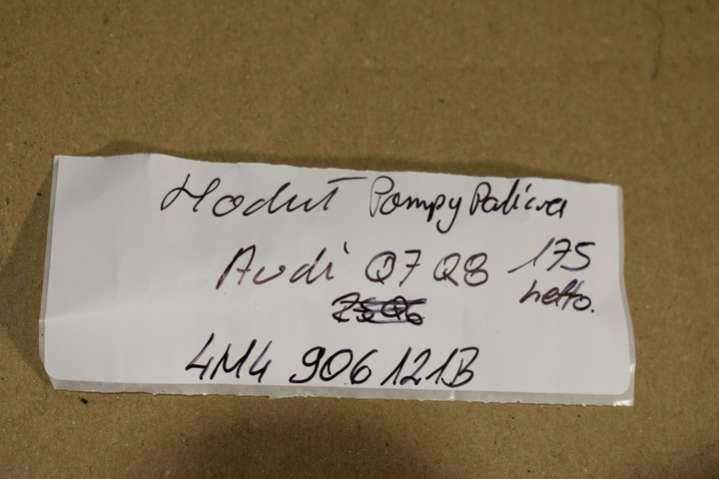 Moduł Pompy Paliwa
Audi Q7 Q8 175
netto.
4M4 906 121B